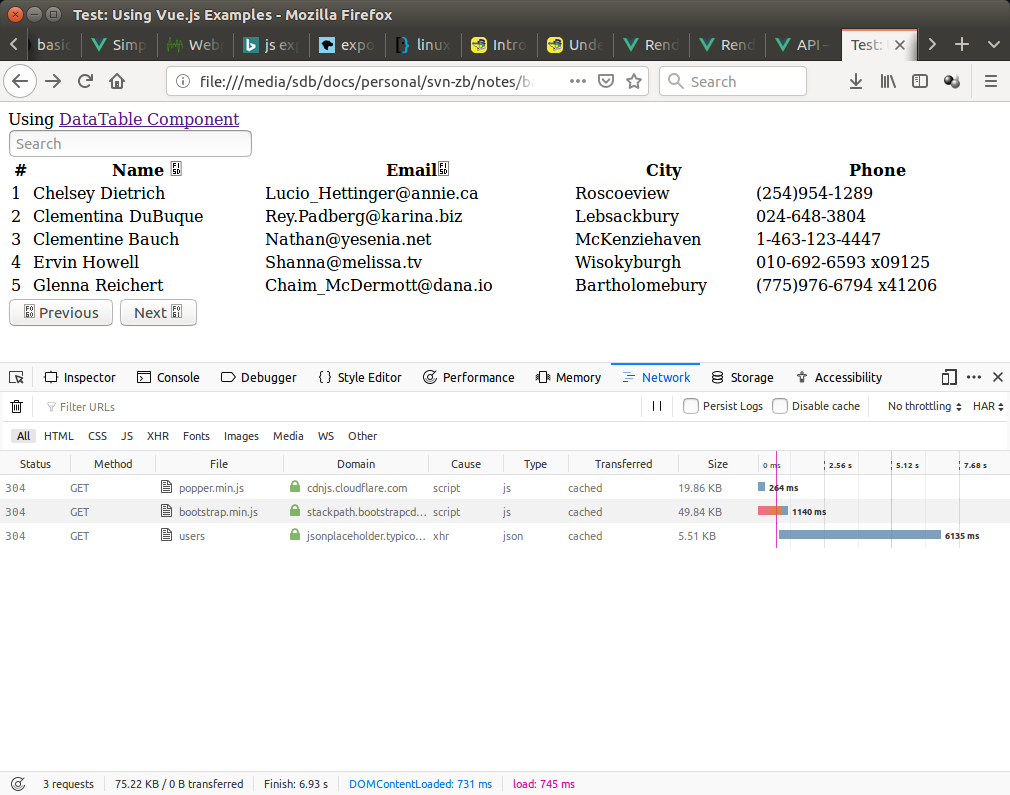 Test: Using Vue.js Examples - Mozilla Firefox
basic Simp Web js exp expo linux Intro Unde Rend Rend API – Test:
file:///media/sdb/docs/personal/svn-zb/notes/ba Search
Using DataTable Component
Search
# Name Email City Phone
1 Chelsey Dietrich Lucio_Hettinger@annie.ca Roscoeview (254)954-1289
2 Clementina DuBuque Rey.Padberg@karina.biz Lebsackbury 024-648-3804
3 Clementine Bauch Nathan@yesenia.net McKenziehaven 1-463-123-4447
4 Ervin Howell Shanna@melissa.tv Wisokyburgh 010-692-6593 x09125
5 Glenna Reichert Chaim_McDermott@dana.io Bartholomebury (775)976-6794 x41206
Previous Next
Inspector Console Debugger { } Style Editor Performance Memory Network Storage Accessibility
Filter URLs Persist Logs Disable cache No throttling HAR
All HTML CSS JS XHR Fonts Images Media WS Other
Status Method File Domain Cause Type Transferred Size 0 ms 2.56 s 5.12 s 7.68 s
304 GET popper.min.js cdnjs.cloudflare.com script js cached 19.86 KB 264 ms
304 GET bootstrap.min.js stackpath.bootstrapcd... script js cached 49.84 KB 1140 ms
304 GET users jsonplaceholder.typico... xhr json cached 5.51 KB 6135 ms
3 requests 75.22 KB / 0 B transferred Finish: 6.93 s DOMContentLoaded: 731 ms load: 745 ms